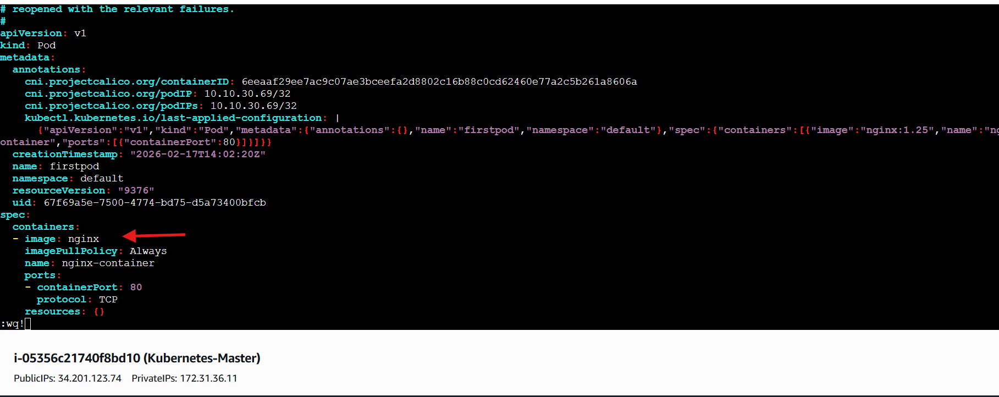 # reopened with the relevant failures.
#
apiVersion: v1
kind: Pod
metadata:
  annotations:
    cni.projectcalico.org/containerID: 6eeaaf29ee7ac9c07ae3bceefa2d8802c16b88c0cd62460e77a2c5b261a8606a
    cni.projectcalico.org/podIP: 10.10.30.69/32
    cni.projectcalico.org/podIPs: 10.10.30.69/32
    kubectl.kubernetes.io/last-applied-configuration: |
      {"apiVersion":"v1","kind":"Pod","metadata":{"annotations":{},"name":"firstpod","namespace":"default"},"spec":{"containers":[{"image":"nginx:1.25","name":"ng
ontainer","ports":[{"containerPort":80}]}]}}
  creationTimestamp: "2026-02-17T14:02:20Z"
  name: firstpod
  namespace: default
  resourceVersion: "9376"
  uid: 67f69a5e-7500-4774-bd75-d5a73400bfcb
spec:
  containers:
  - image: nginx
    imagePullPolicy: Always
    name: nginx-container
    ports:
    - containerPort: 80
      protocol: TCP
    resources: {}
:wq!
i-05356c21740f8bd10 (Kubernetes-Master)
PublicIPs: 34.201.123.74 PrivateIPs: 172.31.36.11